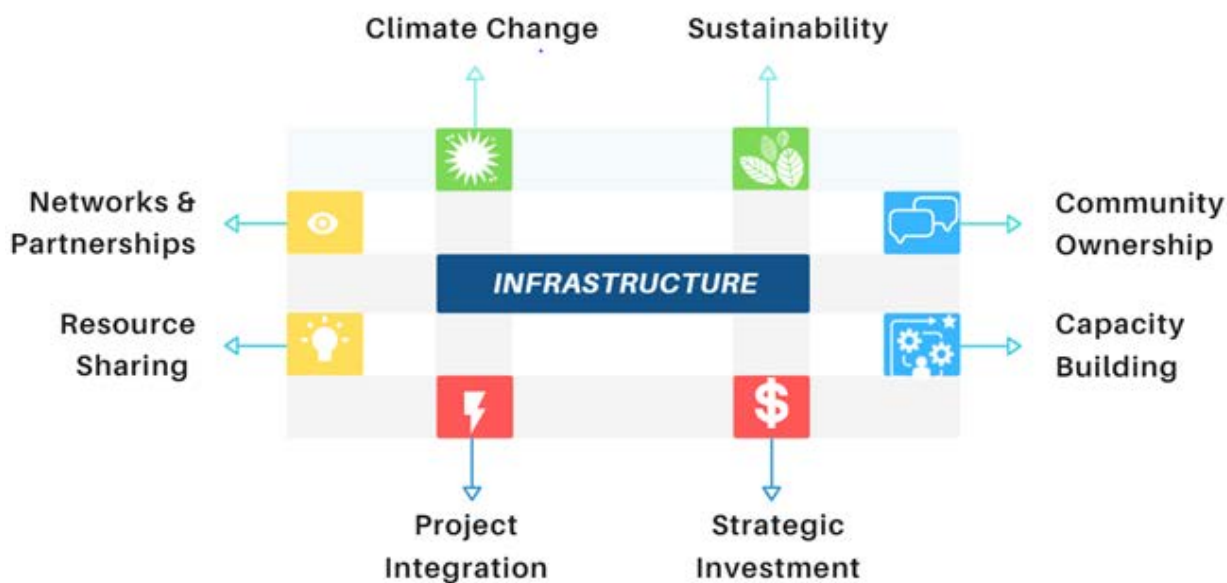 Climate Change
Sustainability
Networks &
Partnerships
Community
Ownership
INFRASTRUCTURE
Resource
Sharing
Capacity
Building
$
Project
Integration
Strategic
Investment